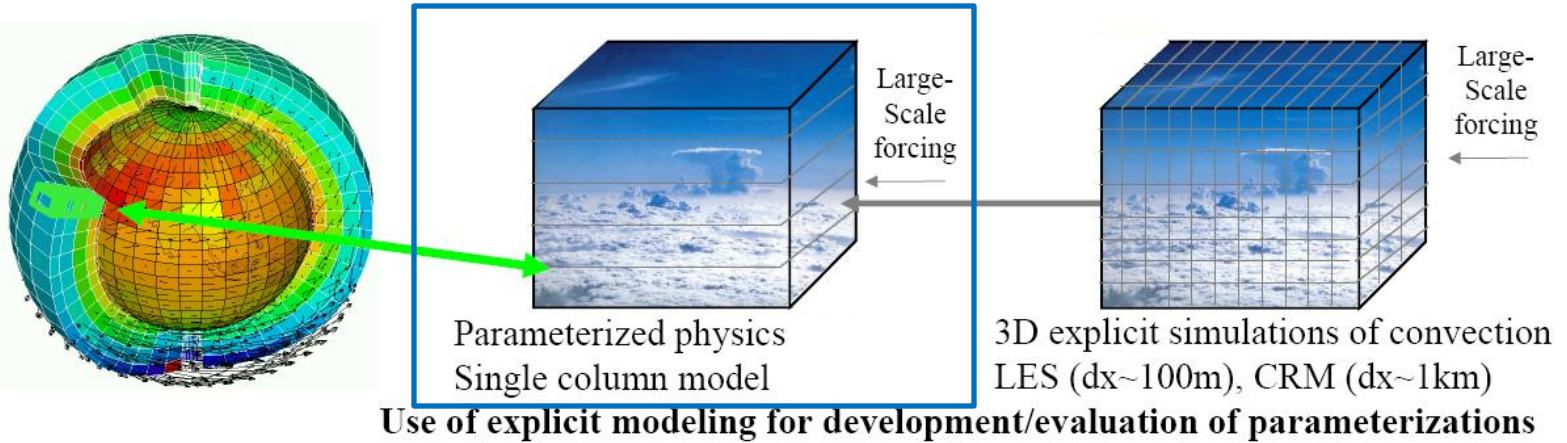 Large-
Scale
forcing
Large-
Scale
forcing
Parameterized physics
Single column model
3D explicit simulations of convection
LES (dx~100m), CRM (dx~1km)
Use of explicit modeling for development/evaluation of parameterizations